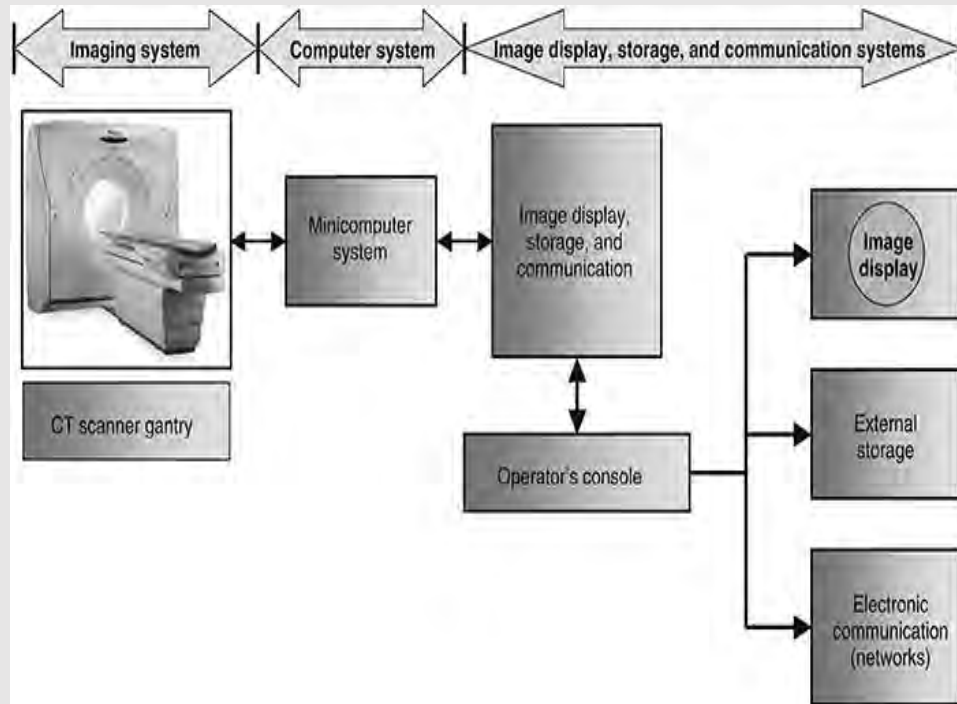 Imaging system
Computer system
Image display, storage, and communication systems
CT scanner gantry
Minicomputer
system
Image display,
storage, and
communication
Operator's console
Image
display
External
storage
Electronic
communication
(networks)